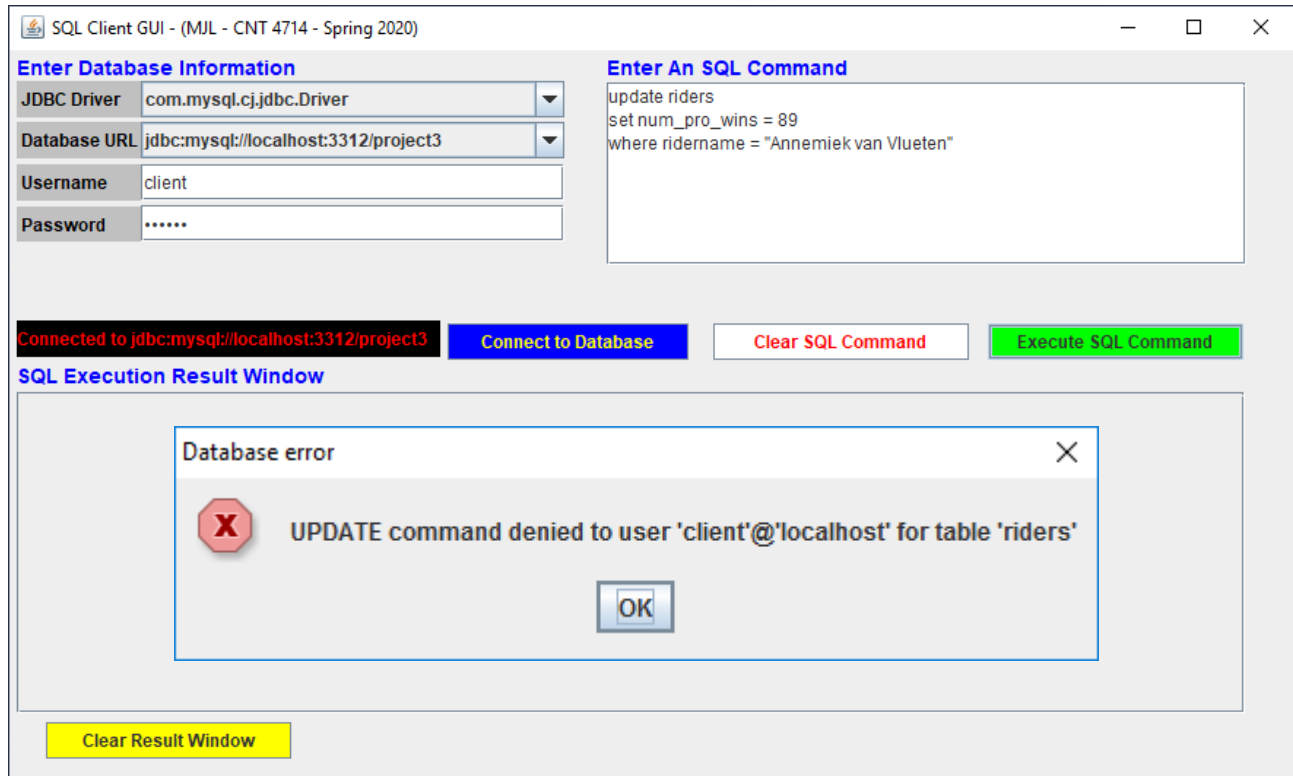 SQL Client GUI - (MJL - CNT 4714 - Spring 2020)
Enter Database Information
JDBC Driver com.mysql.cj.jdbc.Driver
Database URL jdbc:mysql://localhost:3312/project3
Username client
Password ••••••
Enter An SQL Command
update riders
set num_pro_wins = 89
where ridername = "Annemiek van Vlueten"
Connected to jdbc:mysql://localhost:3312/project3
Connect to Database
Clear SQL Command
Execute SQL Command
SQL Execution Result Window
Database error
X
UPDATE command denied to user 'client'@'localhost' for table 'riders'
OK
Clear Result Window